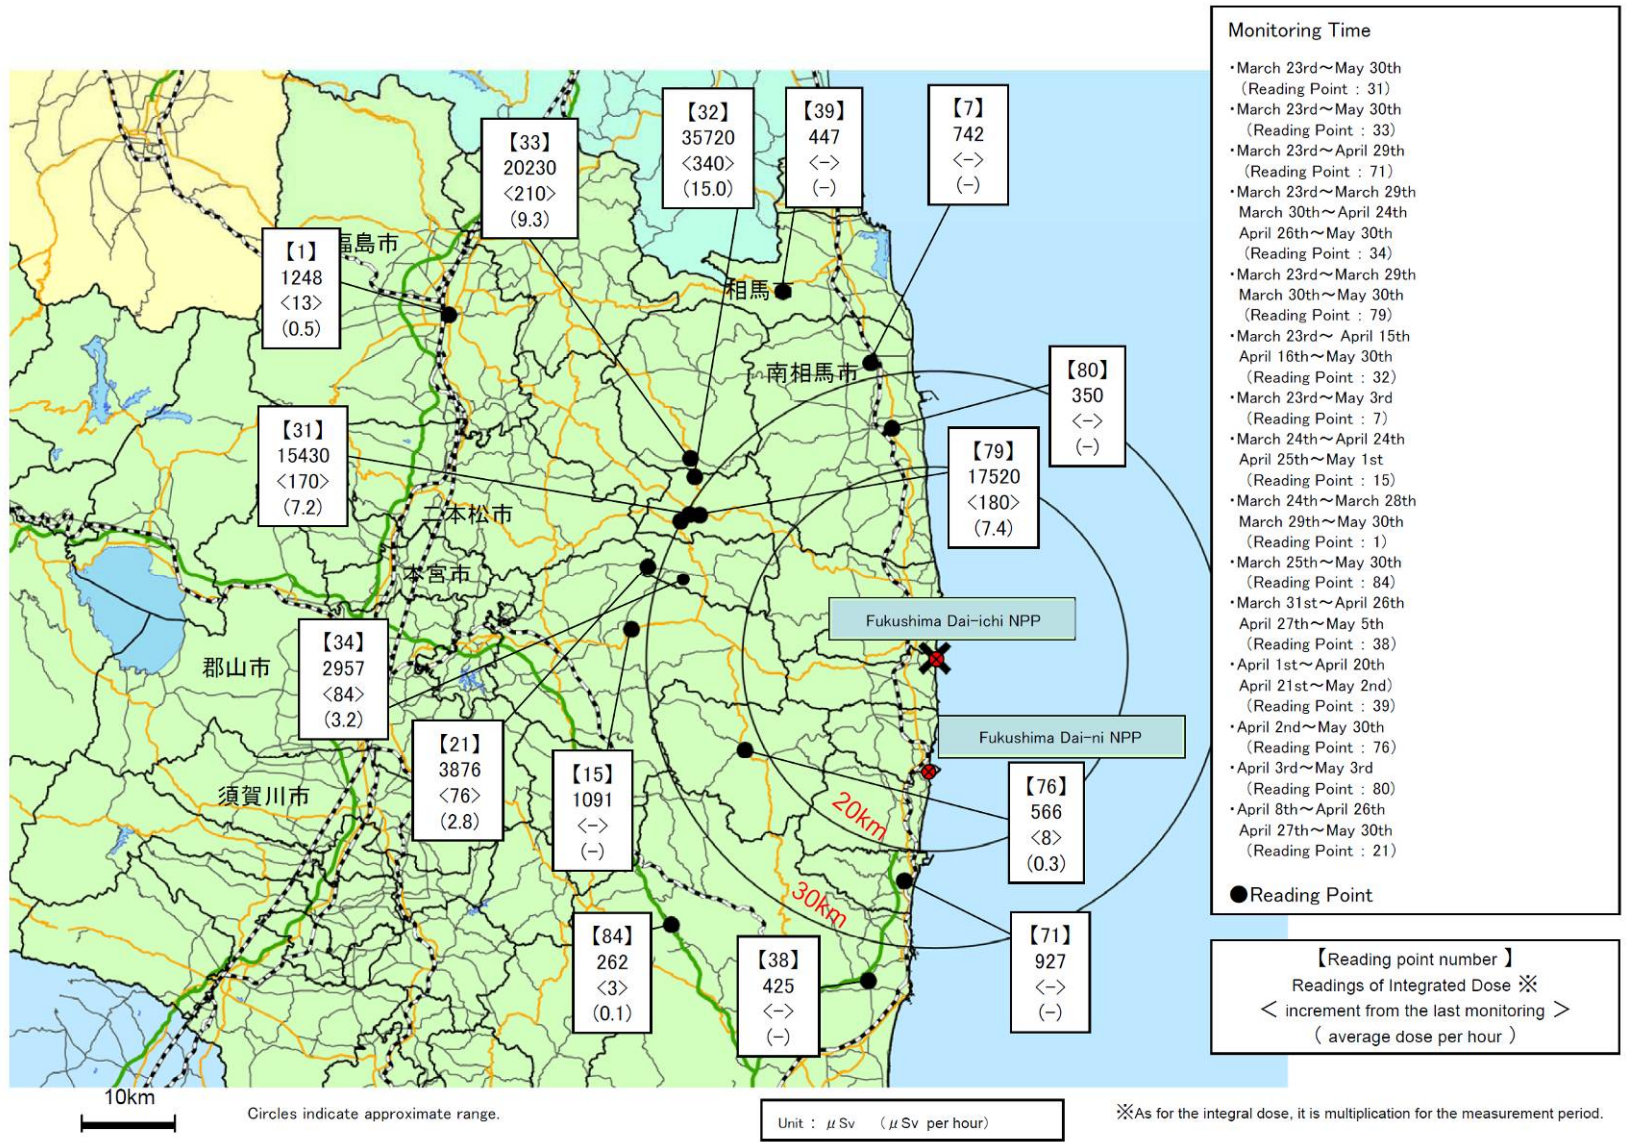 Monitoring Time
・March 23rd～May 30th
(Reading Point : 31)
・March 23rd～May 30th
(Reading Point : 33)
・March 23rd～April 29th
(Reading Point : 71)
・March 23rd～March 29th
March 30th～April 24th
April 26th～May 30th
(Reading Point : 34)
・March 23rd～March 29th
March 30th～May 30th
(Reading Point : 79)
・March 23rd～ April 15th
April 16th～May 30th
(Reading Point : 32)
・March 23rd～May 3rd
(Reading Point : 7)
・March 24th～April 24th
April 25th～May 1st
(Reading Point : 15)
・March 24th～March 28th
March 29th～May 30th
(Reading Point : 1)
・March 25th～May 30th
(Reading Point : 84)
・March 31st～April 26th
April 27th～May 5th
(Reading Point : 38)
・April 1st～April 20th
April 21st～May 2nd)
(Reading Point : 39)
・April 2nd～May 30th
(Reading Point : 76)
・April 3rd～May 3rd
(Reading Point : 80)
・April 8th～April 26th
April 27th～May 30th
(Reading Point : 21)
●Reading Point
【Reading point number 】
Readings of Integrated Dose ※
＜ increment from the last monitoring ＞
( average dose per hour )
【32】
35720
<340>
(15.0)
【39】
447
<->
(-)
【7】
742
<->
(-)
【33】
20230
<210>
(9.3)
【1】
1248
<13>
(0.5)
福島市
相馬市
南相馬市
【80】
350
<->
(-)
【31】
15430
<170>
(7.2)
【79】
17520
<180>
(7.4)
二本松市
本宮市
Fukushima Dai-ichi NPP
【34】
2957
<84>
(3.2)
郡山市
Fukushima Dai-ni NPP
【21】
3876
<76>
(2.8)
【15】
1091
<->
(-)
【76】
566
<8>
(0.3)
須賀川市
20km
30km
【84】
262
<3>
(0.1)
【38】
425
<->
(-)
【71】
927
<->
(-)
10km
Circles indicate approximate range.
Unit : μSv (μSv per hour)
※As for the integral dose, it is multiplication for the measurement period.